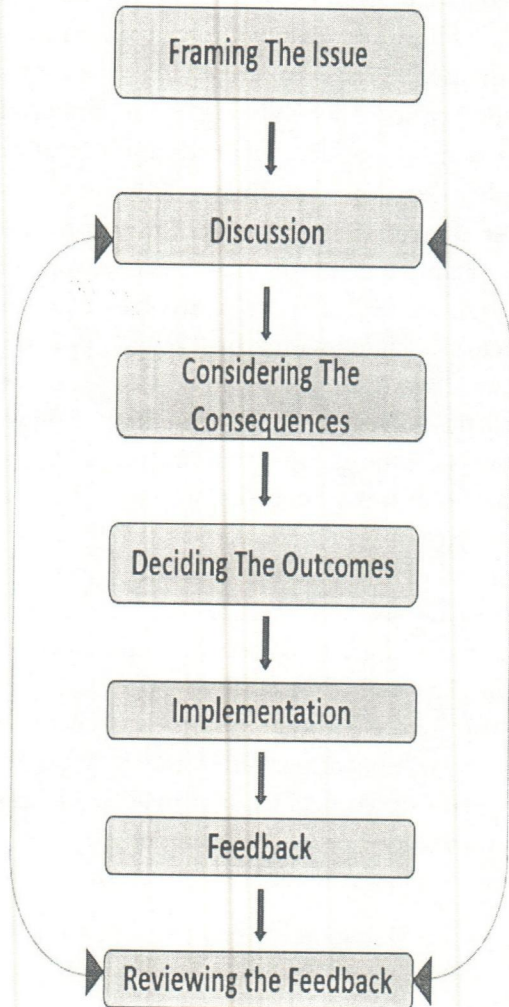 Framing The Issue
Discussion
Considering The
Consequences
Deciding The Outcomes
Implementation
Feedback
Reviewing the Feedback